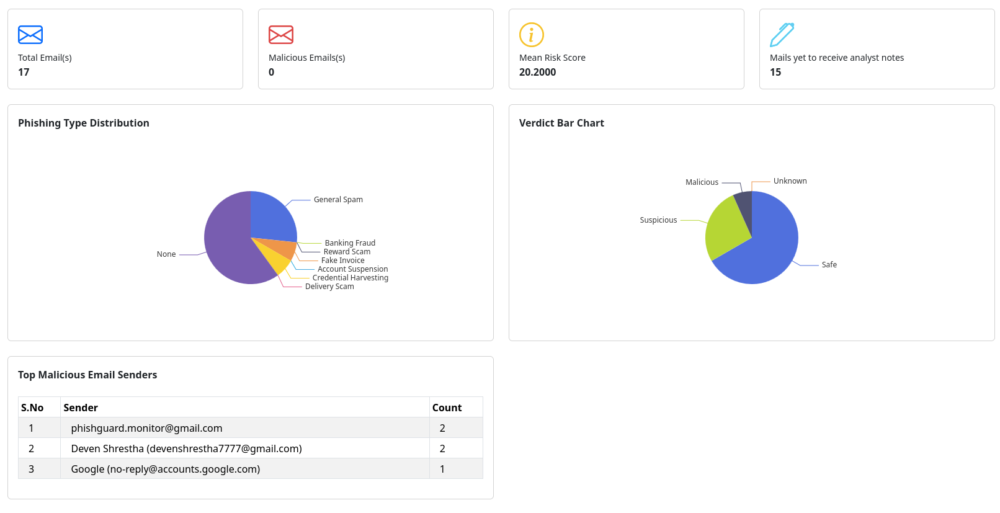 Total Email(s)
17
Malicious Emails(s)
0
Mean Risk Score
20.2000
Mails yet to receive analyst notes
15
Phishing Type Distribution
General Spam
Banking Fraud
Reward Scam
None
Fake Invoice
Account Suspension
Credential Harvesting
Delivery Scam
Verdict Bar Chart
Malicious
Unknown
Suspicious
Safe
Top Malicious Email Senders
S.No Sender Count
1 phishguard.monitor@gmail.com 2
2 Deven Shrestha (devenshrestha7777@gmail.com) 2
3 Google (no-reply@accounts.google.com) 1